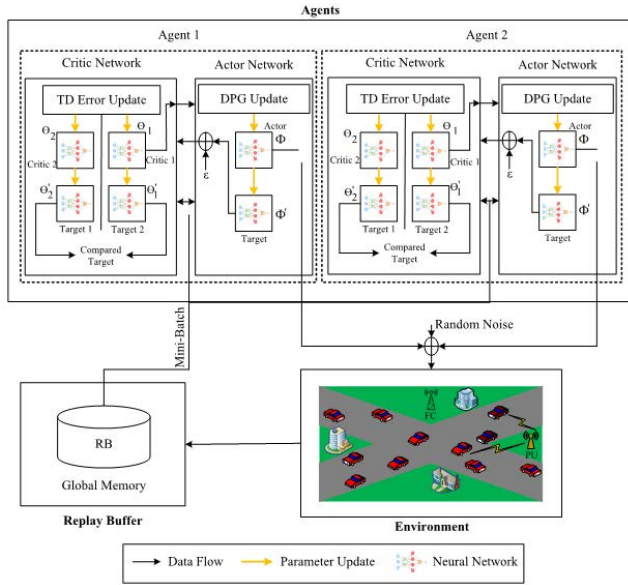 Agents
Agent 1
Critic Network
Actor Network
TD Error Update
DPG Update
Θ2
Θ1
Critic 2
Critic 1
Actor
Φ
ε
Θ'2
Θ'1
Φ'
Target 1
Target 2
Target
Compared
Target
Agent 2
Critic Network
Actor Network
TD Error Update
DPG Update
Θ2
Θ1
Critic 2
Critic 1
Actor
Φ
ε
Θ'2
Θ'1
Φ'
Target 1
Target 2
Target
Compared
Target
Mini-Batch
Random Noise
RB
Global Memory
Replay Buffer
FC
PU
Environment
Data Flow
Parameter Update
Neural Network